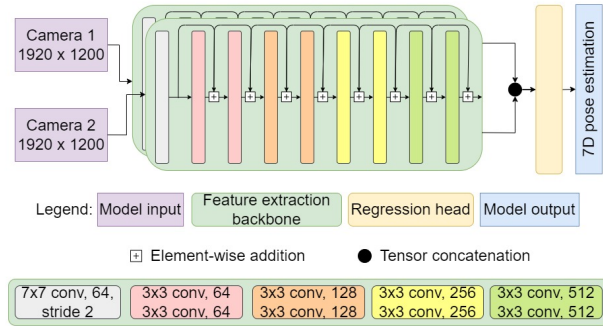 Camera 1
1920 x 1200
Camera 2
1920 x 1200
7D pose estimation
Legend:
Model input
Feature extraction
backbone
Regression head
Model output
Element-wise addition
Tensor concatenation
7x7 conv, 64,
stride 2
3x3 conv, 64
3x3 conv, 64
3x3 conv, 128
3x3 conv, 128
3x3 conv, 256
3x3 conv, 256
3x3 conv, 512
3x3 conv, 512